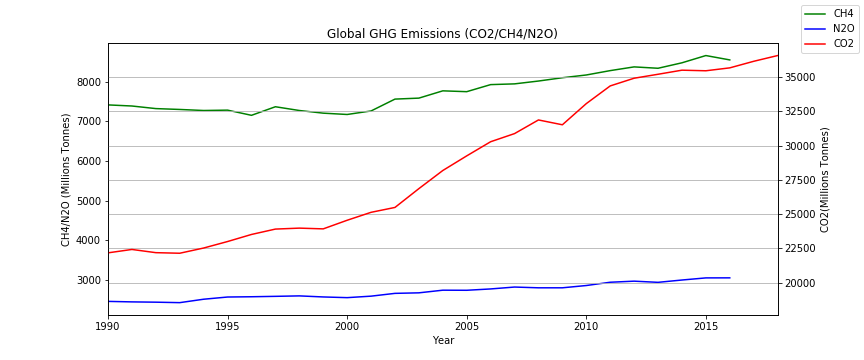 CH4
N2O
CO2
Global GHG Emissions (CO2/CH4/N2O)
8000
7000
6000
5000
4000
3000
CH4/N2O (Millions Tonnes)
35000
32500
30000
27500
25000
22500
20000
CO2(Millions Tonnes)
1990
1995
2000
2005
2010
2015
Year